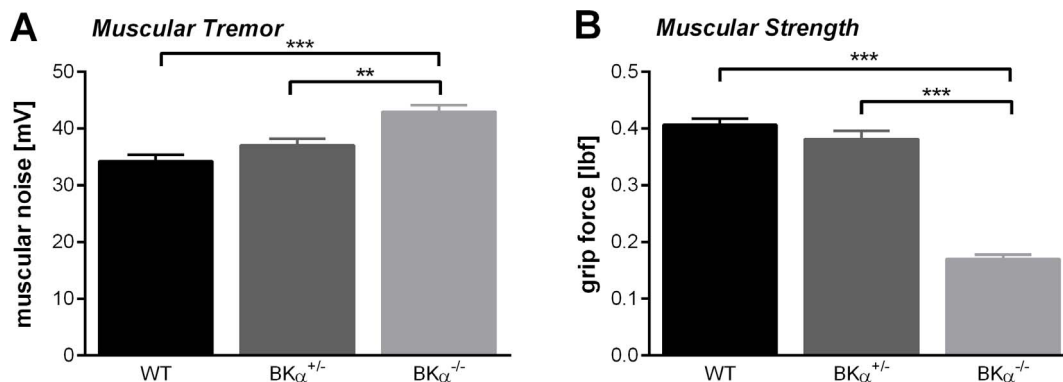 A Muscular Tremor
***
**
muscular noise [mV]
50
40
30
20
10
0
WT BKα+/- BKα-/-
B Muscular Strength
***
***
grip force [lbf]
0.5
0.4
0.3
0.2
0.1
0.0
WT BKα+/- BKα-/-